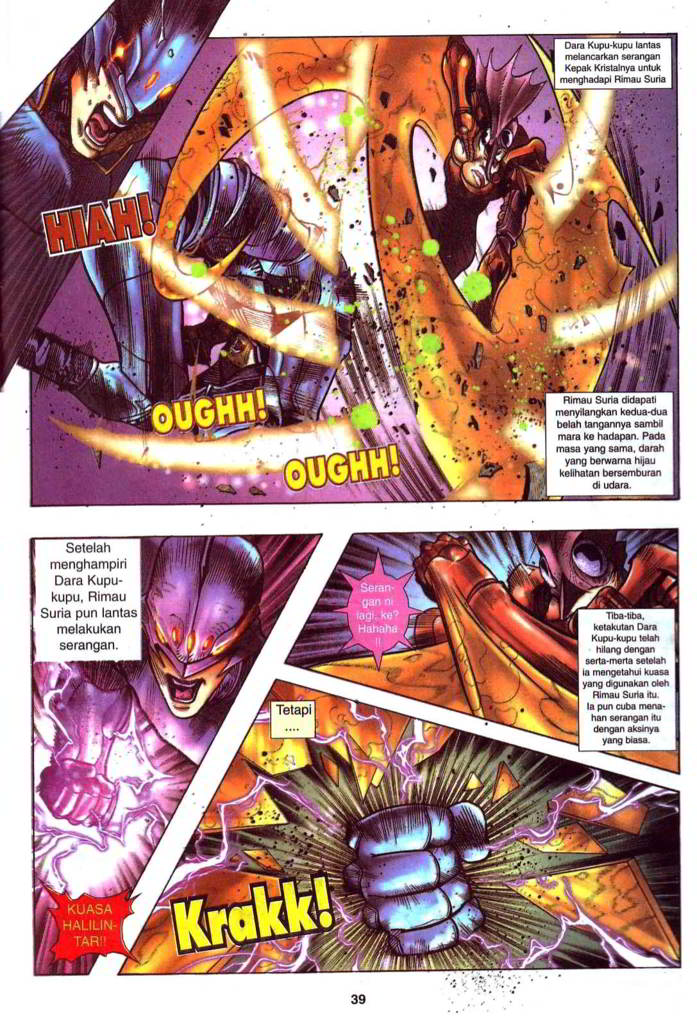 Dara Kupu-kupu lantas
melancarkan serangan
Kepak Kristalnya untuk
menghadapi Rimau Suria
HIAH!
OUGHH!
OUGHH!
Rimau Suria didapati
menyilangkan kedua-dua
belah tangannya sambil
mara ke hadapan. Pada
masa yang sama, darah
yang berwarna hijau
kelihatan bersemburan
di udara.
Setelah
menghampiri
Dara Kupu-
kupu, Rimau
Suria pun lantas
melakukan
serangan.
KUASA
HALILIN-
TAR!!
Seran-
gan ni
lagi, ke?
Hahaha
!!
Tiba-tiba,
ketakutan Dara
Kupu-kupu telah
hilang dengan
serta-merta setelah
ia mengetahui kuasa
yang digunakan oleh
Rimau Suria itu.
Ia pun cuba mena-
han serangan itu
dengan aksinya
yang biasa.
Tetapi
....
Krakk!
39